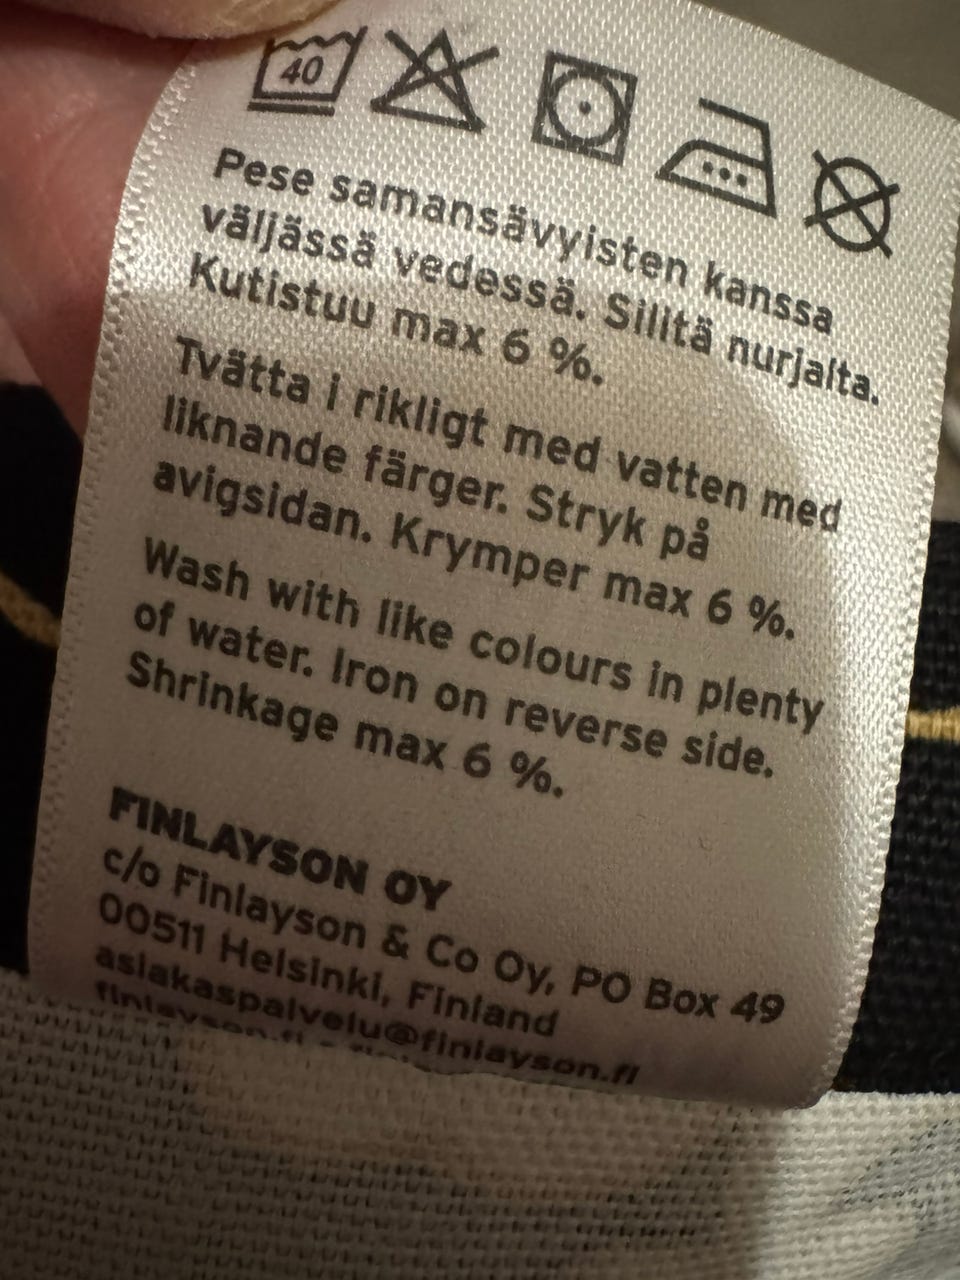 40
Pese samansävyisten kanssa
väljässä vedessä. Silitä nurjalta.
Kutistuu max 6 %.
Tvätta i rikligt med vatten med
liknande färger. Stryk på
avigsidan. Krymper max 6 %.
Wash with like colours in plenty
of water. Iron on reverse side.
Shrinkage max 6 %.
FINLAYSON OY
c/o Finlayson & Co Oy, PO Box 49
00511 Helsinki, Finland
asiakaspalvelu@finlayson.fi
finlayson.fi